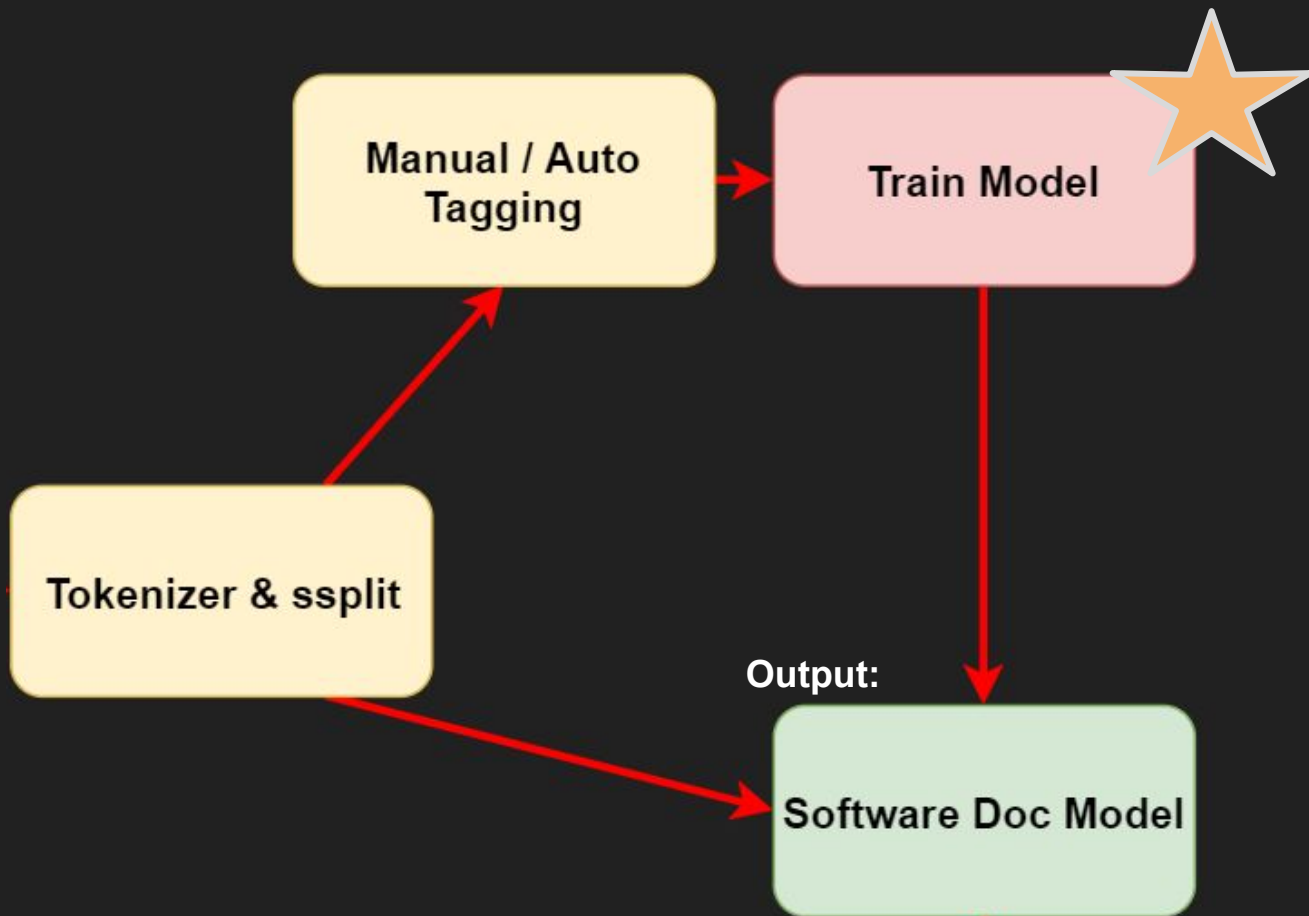 Manual / Auto
Tagging
Train Model
Tokenizer & ssplit
Output:
Software Doc Model